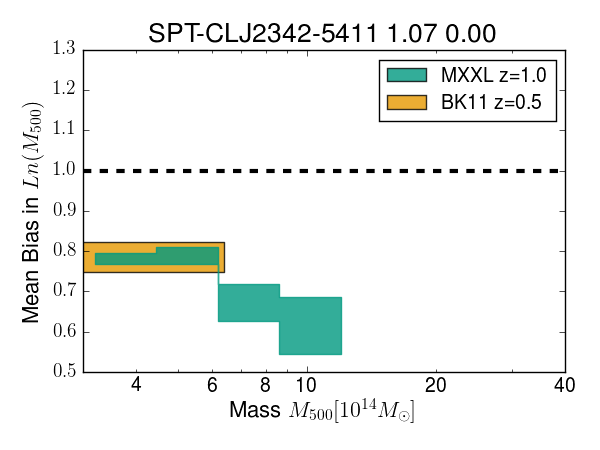 SPT-CLJ2342-5411 1.07 0.00
MXXL z=1.0
BK11 z=0.5
Mean Bias in Ln(M500)
1.3
1.2
1.1
1.0
0.9
0.8
0.7
0.6
0.5
4 6 8 10 20 40
Mass M500[10^14 M⊙]